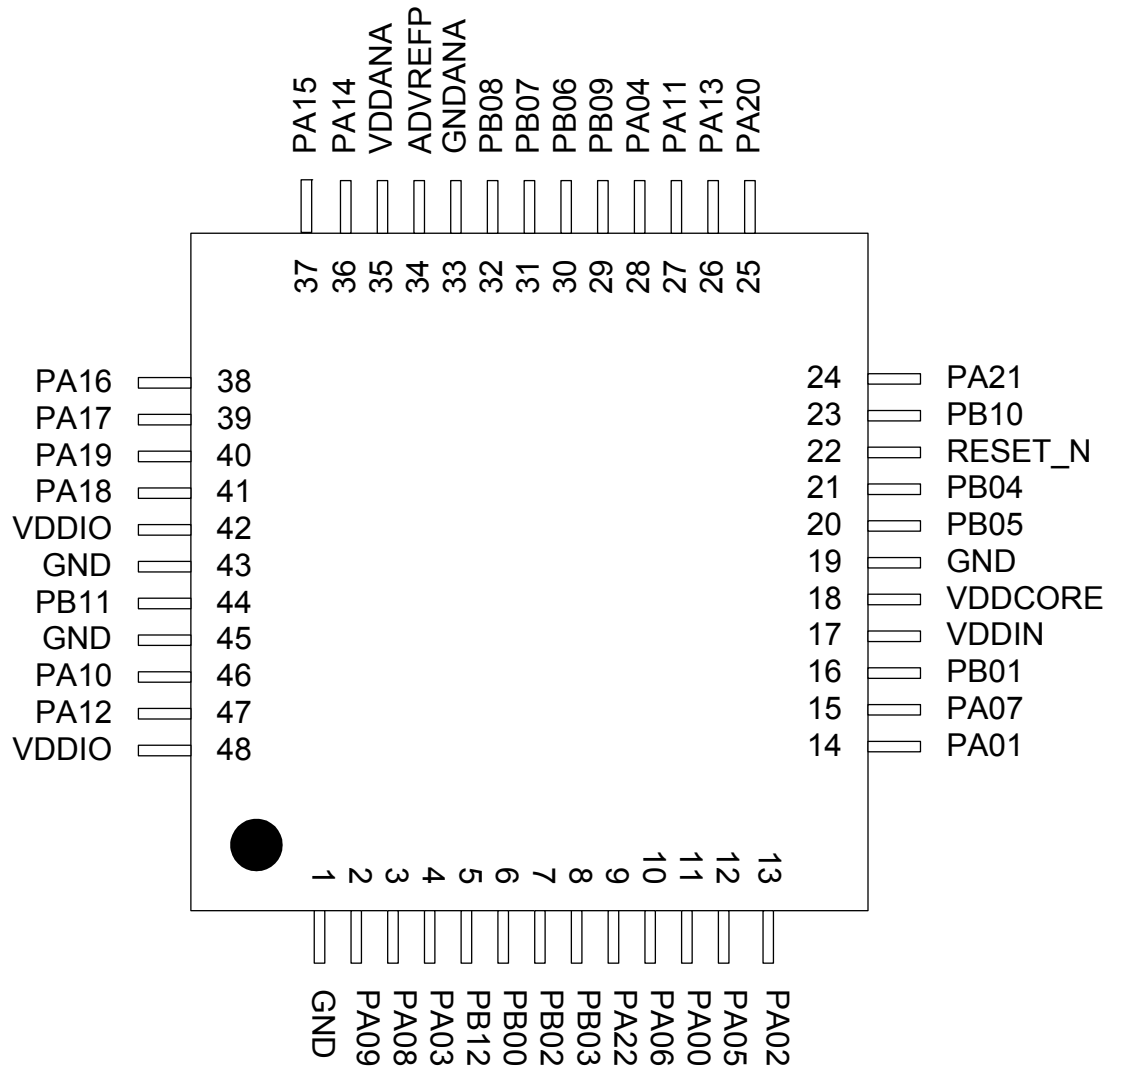 PA15
PA14
VDDANA
ADVREFP
GNDANA
PB08
PB07
PB06
PB09
PA04
PA11
PA13
PA20
37
36
35
34
33
32
31
30
29
28
27
26
25
PA16 38
PA17 39
PA19 40
PA18 41
VDDIO 42
GND 43
PB11 44
GND 45
PA10 46
PA12 47
VDDIO 48
24 PA21
23 PB10
22 RESET_N
21 PB04
20 PB05
19 GND
18 VDDCORE
17 VDDIN
16 PB01
15 PA07
14 PA01
1
2
3
4
5
6
7
8
9
10
11
12
13
GND
PA09
PA08
PA03
PB12
PB00
PB02
PB03
PA22
PA06
PA00
PA05
PA02